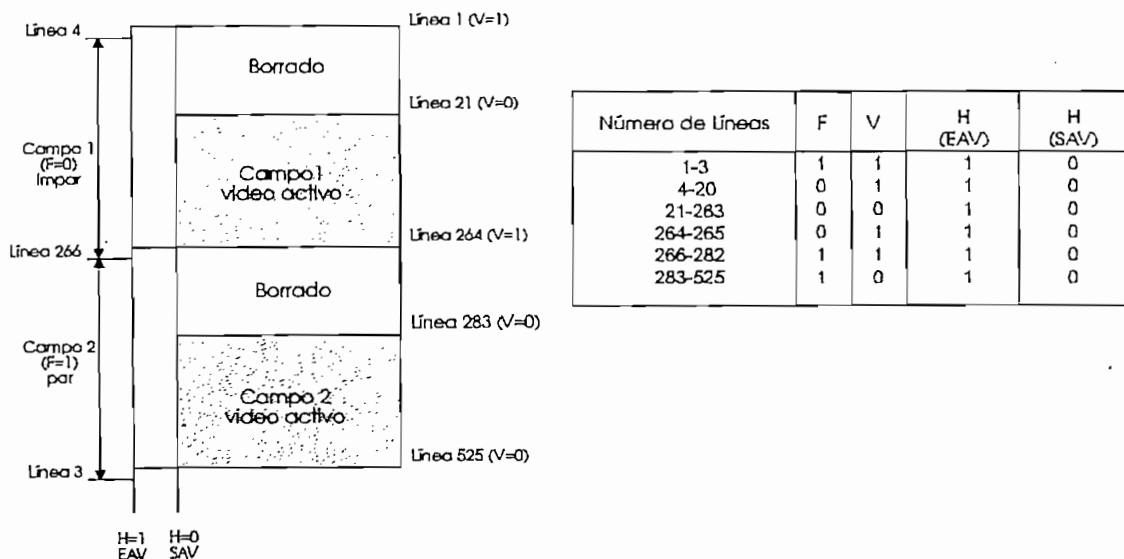 Línea 4
Línea 1 (V=1)
Borrado
Línea 21 (V=0)
Campo 1
(F=0)
Impar
Campo 1
video activo
Línea 264 (V=1)
Línea 266
Borrado
Línea 283 (V=0)
Campo 2
(F=1)
par
Campo 2
video activo
Línea 525 (V=0)
Línea 3
H=1
EAV
H=0
SAV
Número de Líneas F V H (EAV) H (SAV)
1-3 1 1 1 0
4-20 0 1 1 0
21-263 0 0 1 0
264-265 0 1 1 0
266-282 1 1 1 0
283-525 1 0 1 0